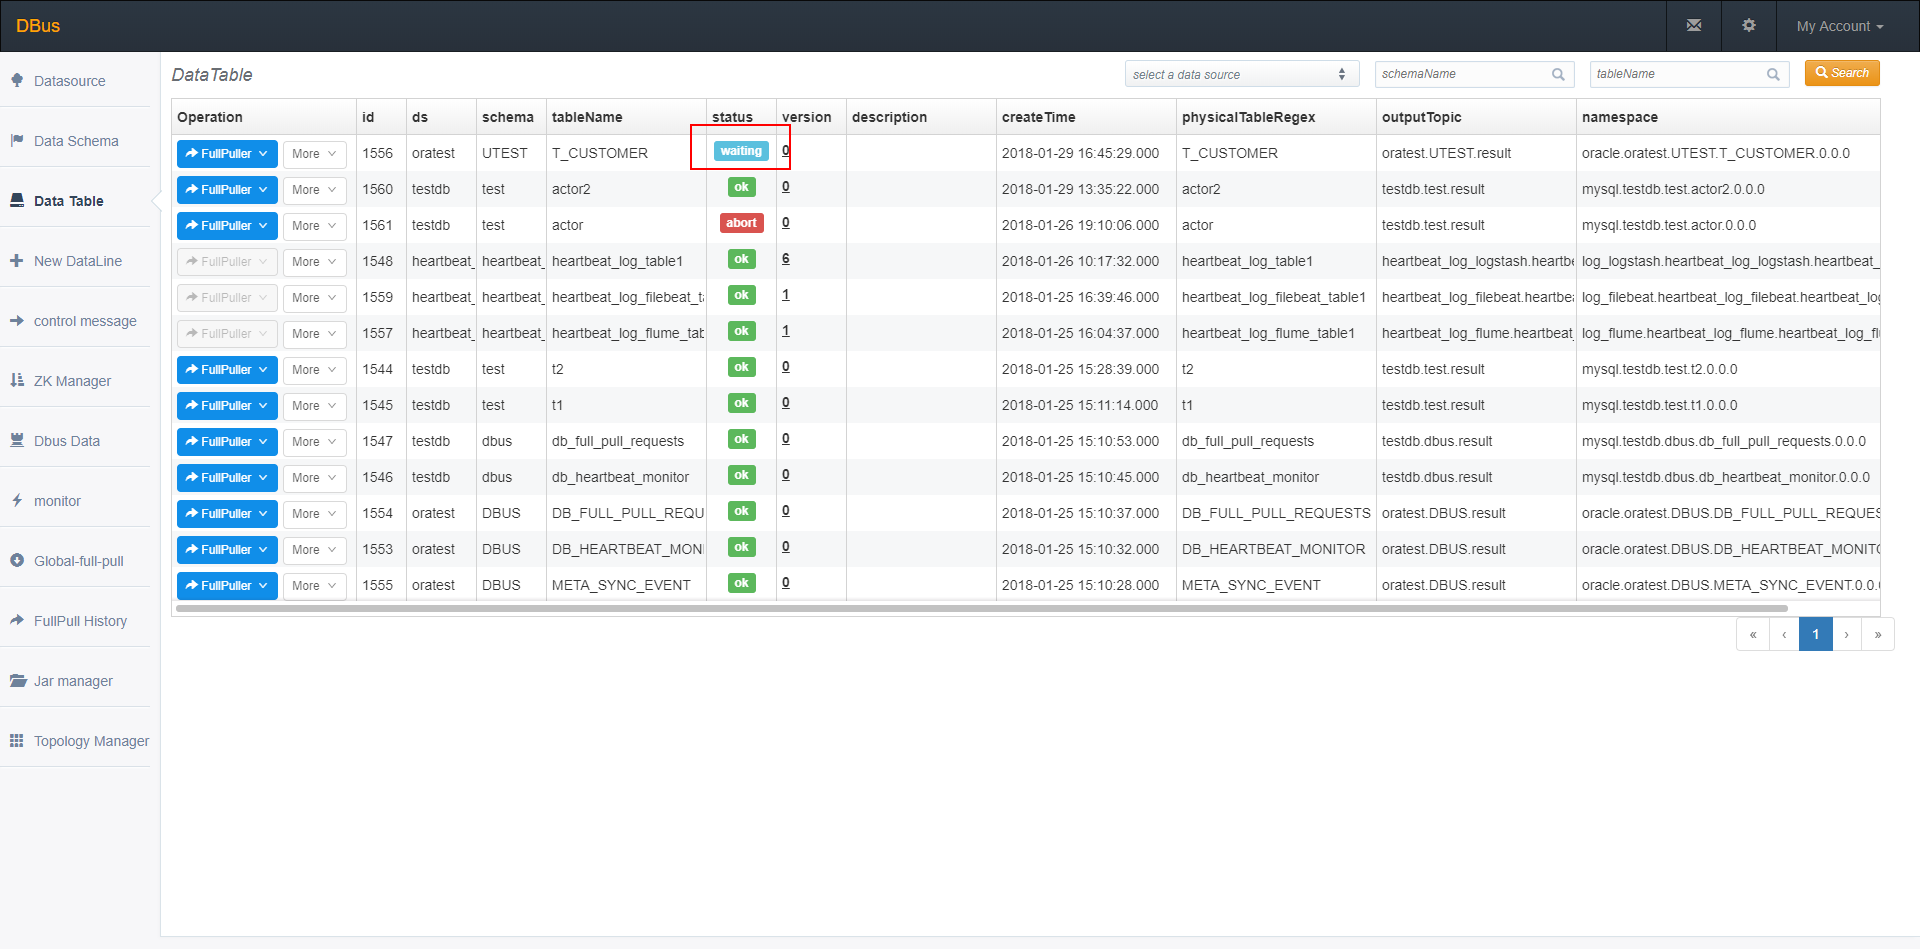 DBus My Account
Datasource
Data Schema
Data Table
New DataLine
control message
ZK Manager
Dbus Data
monitor
Global-full-pull
FullPull History
Jar manager
Topology Manager
DataTable select a data source schemaName tableName Search
Operation id ds schema tableName status version description createTime physicalTableRegex outputTopic namespace
FullPuller More 1556 oratest UTEST T_CUSTOMER waiting 0 2018-01-29 16:45:29.000 T_CUSTOMER oratest.UTEST.result oracle.oratest.UTEST.T_CUSTOMER.0.0.0
FullPuller More 1560 testdb test actor2 ok 0 2018-01-29 13:35:22.000 actor2 testdb.test.result mysql.testdb.test.actor2.0.0.0
FullPuller More 1561 testdb test actor abort 0 2018-01-26 19:10:06.000 actor testdb.test.result mysql.testdb.test.actor.0.0.0
FullPuller More 1548 heartbeat_ heartbeat_ heartbeat_log_table1 ok 6 2018-01-26 10:17:32.000 heartbeat_log_table1 heartbeat_log_logstash.heartbe log_logstash.heartbeat_log_logstash.heartbeat_
FullPuller More 1559 heartbeat_ heartbeat_ heartbeat_log_filebeat_ta ok 1 2018-01-25 16:39:46.000 heartbeat_log_filebeat_table1 heartbeat_log_filebeat.heartbea log_filebeat.heartbeat_log_filebeat.heartbeat_log
FullPuller More 1557 heartbeat_ heartbeat_ heartbeat_log_flume_tab ok 1 2018-01-25 16:04:37.000 heartbeat_log_flume_table1 heartbeat_log_flume.heartbeat_ log_flume.heartbeat_log_flume.heartbeat_log_fl
FullPuller More 1544 testdb test t2 ok 0 2018-01-25 15:28:39.000 t2 testdb.test.result mysql.testdb.test.t2.0.0.0
FullPuller More 1545 testdb test t1 ok 0 2018-01-25 15:11:14.000 t1 testdb.test.result mysql.testdb.test.t1.0.0.0
FullPuller More 1547 testdb dbus db_full_pull_requests ok 0 2018-01-25 15:10:53.000 db_full_pull_requests testdb.dbus.result mysql.testdb.dbus.db_full_pull_requests.0.0.0
FullPuller More 1546 testdb dbus db_heartbeat_monitor ok 0 2018-01-25 15:10:45.000 db_heartbeat_monitor testdb.dbus.result mysql.testdb.dbus.db_heartbeat_monitor.0.0.0
FullPuller More 1554 oratest DBUS DB_FULL_PULL_REQU ok 0 2018-01-25 15:10:37.000 DB_FULL_PULL_REQUESTS oratest.DBUS.result oracle.oratest.DBUS.DB_FULL_PULL_REQUES
FullPuller More 1553 oratest DBUS DB_HEARTBEAT_MONI ok 0 2018-01-25 15:10:32.000 DB_HEARTBEAT_MONITOR oratest.DBUS.result oracle.oratest.DBUS.DB_HEARTBEAT_MONITO
FullPuller More 1555 oratest DBUS META_SYNC_EVENT ok 0 2018-01-25 15:10:28.000 META_SYNC_EVENT oratest.DBUS.result oracle.oratest.DBUS.META_SYNC_EVENT.0.0.0
« ‹ 1 › »